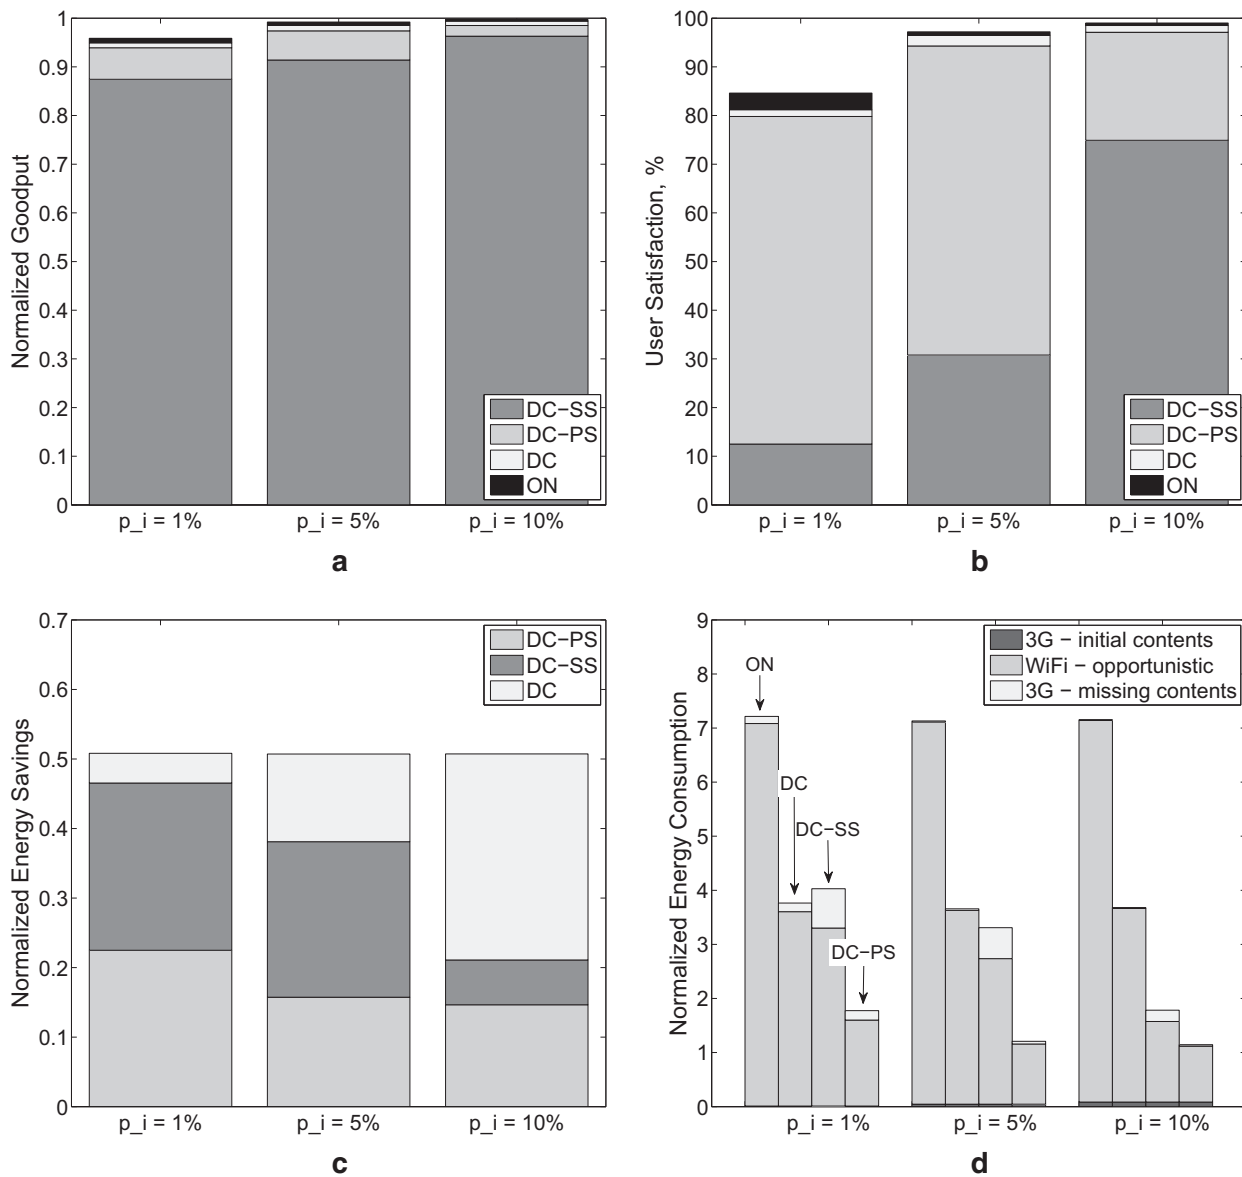 Normalized Goodput
1
0.9
0.8
0.7
0.6
0.5
0.4
0.3
0.2
0.1
0
DC−SS
DC−PS
DC
ON
p_i = 1%
p_i = 5%
p_i = 10%
a
User Satisfaction, %
100
90
80
70
60
50
40
30
20
10
0
DC−SS
DC−PS
DC
ON
p_i = 1%
p_i = 5%
p_i = 10%
b
Normalized Energy Savings
0.7
0.6
0.5
0.4
0.3
0.2
0.1
0
DC−PS
DC−SS
DC
p_i = 1%
p_i = 5%
p_i = 10%
c
Normalized Energy Consumption
9
8
7
6
5
4
3
2
1
0
3G − initial contents
WiFi − opportunistic
3G − missing contents
ON
DC
DC−SS
DC−PS
p_i = 1%
p_i = 5%
p_i = 10%
d